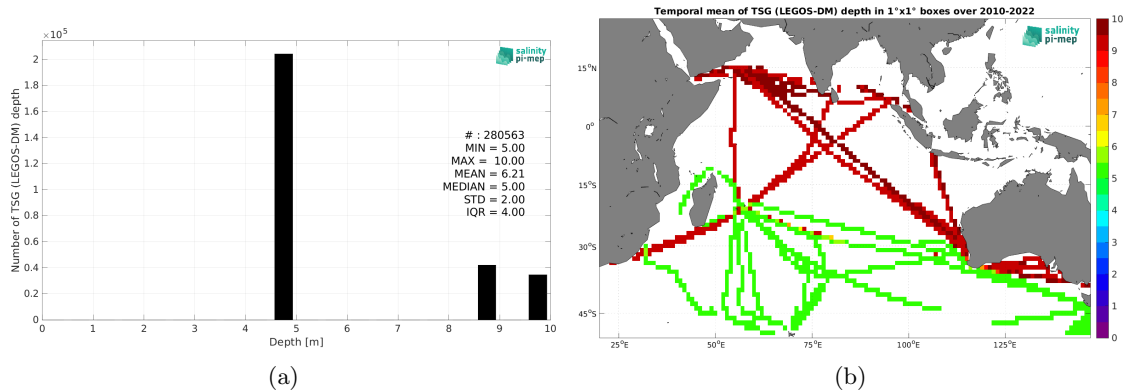 Temporal mean of TSG (LEGOS-DM) depth in 1°x1° boxes over 2010-2022
x10^5
salinity
pi-mep
2
1.8
1.6
1.4
1.2
1
0.8
0.6
0.4
0.2
0
Number of TSG (LEGOS-DM) depth
# : 280563
MIN = 5.00
MAX = 10.00
MEAN = 6.21
MEDIAN = 5.00
STD = 2.00
IQR = 4.00
0 1 2 3 4 5 6 7 8 9 10
Depth [m]
(a)
salinity
pi-mep
15°N
0°
15°S
30°S
45°S
25°E 50°E 75°E 100°E 125°E
10
9
8
7
6
5
4
3
2
1
0
(b)